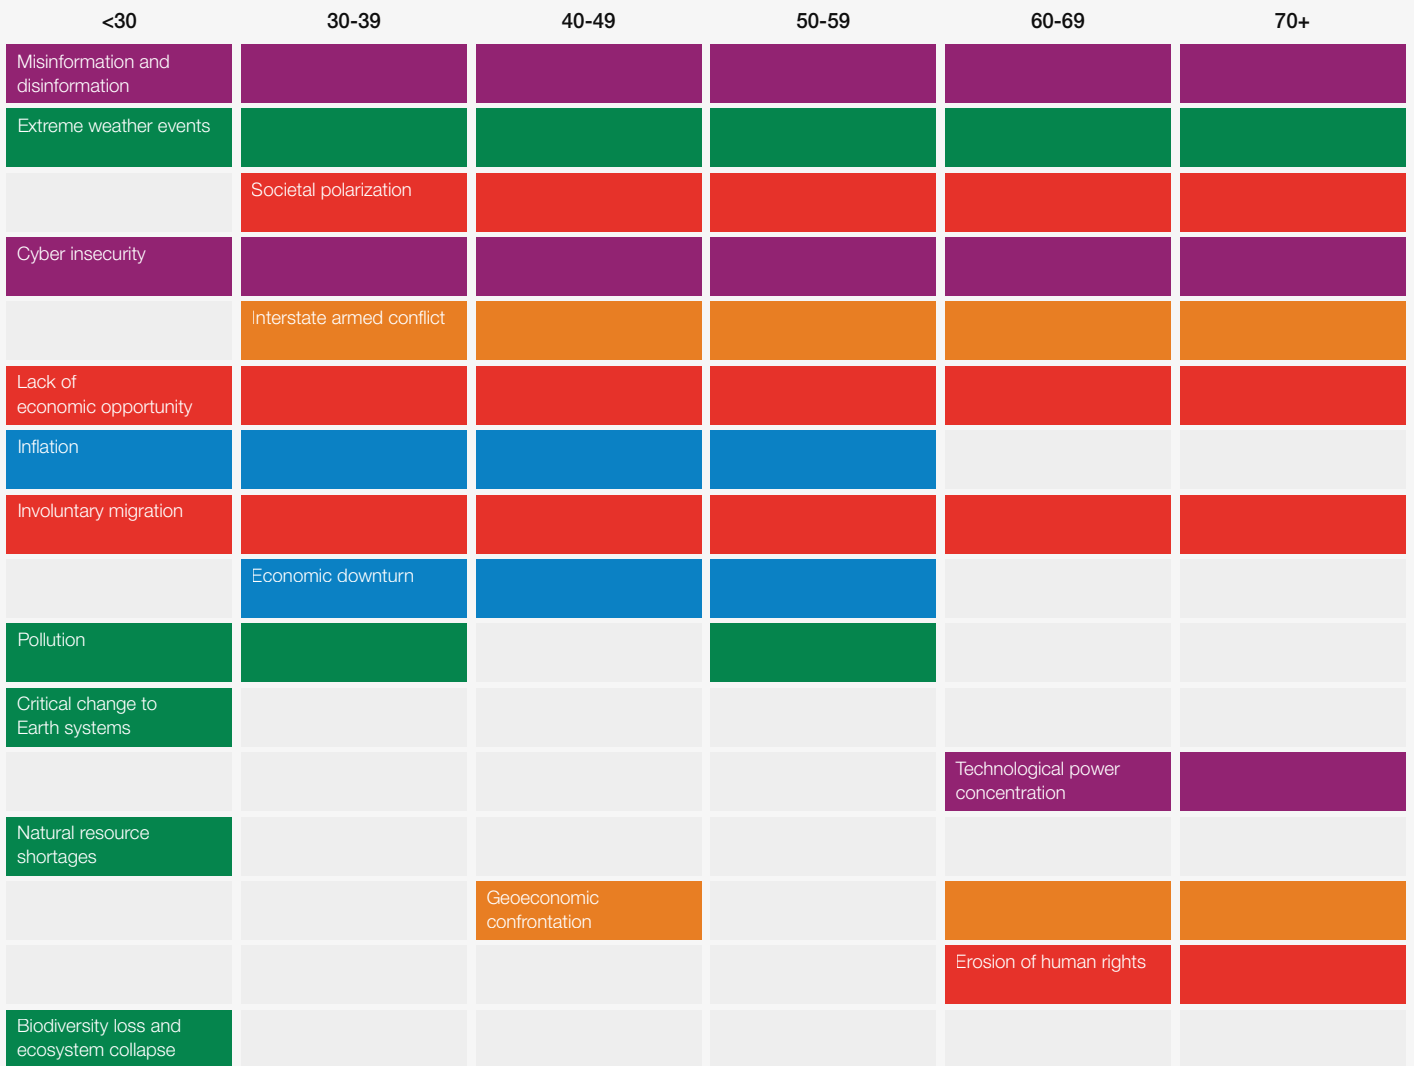 <30 30-39 40-49 50-59 60-69 70+
Misinformation and
disinformation
Extreme weather events
Societal polarization
Cyber insecurity
Interstate armed conflict
Lack of
economic opportunity
Inflation
Involuntary migration
Economic downturn
Pollution
Critical change to
Earth systems
Technological power
concentration
Natural resource
shortages
Geoeconomic
confrontation
Erosion of human rights
Biodiversity loss and
ecosystem collapse